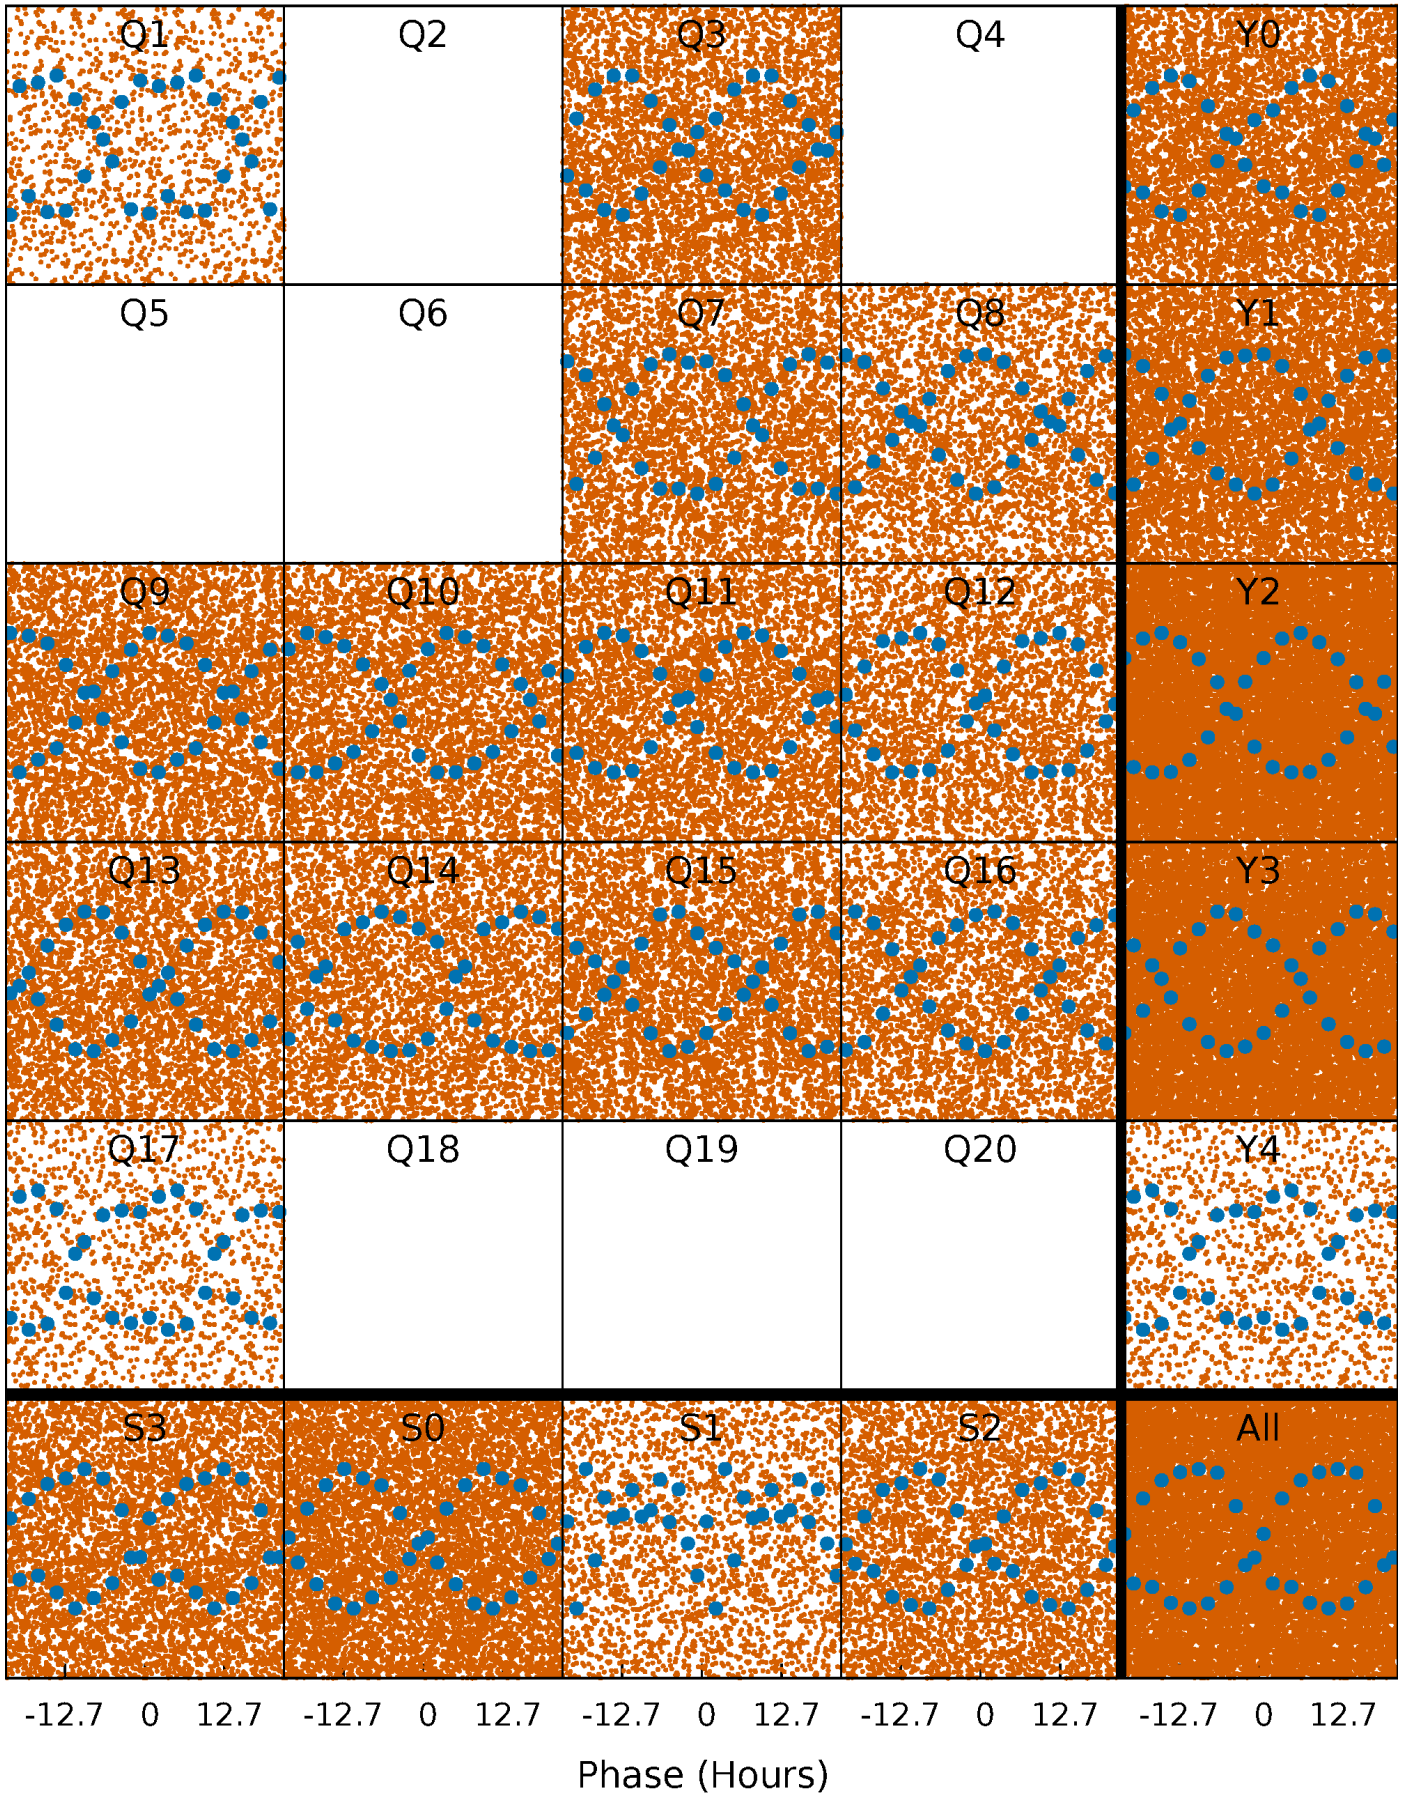 Q1 Q2 Q3 Q4 Y0
Q5 Q6 Q7 Q8 Y1
Q9 Q10 Q11 Q12 Y2
Q13 Q14 Q15 Q16 Y3
Q17 Q18 Q19 Q20 Y4
S3 S0 S1 S2 All
-12.7 0 12.7 -12.7 0 12.7 -12.7 0 12.7 -12.7 0 12.7 -12.7 0 12.7
Phase (Hours)